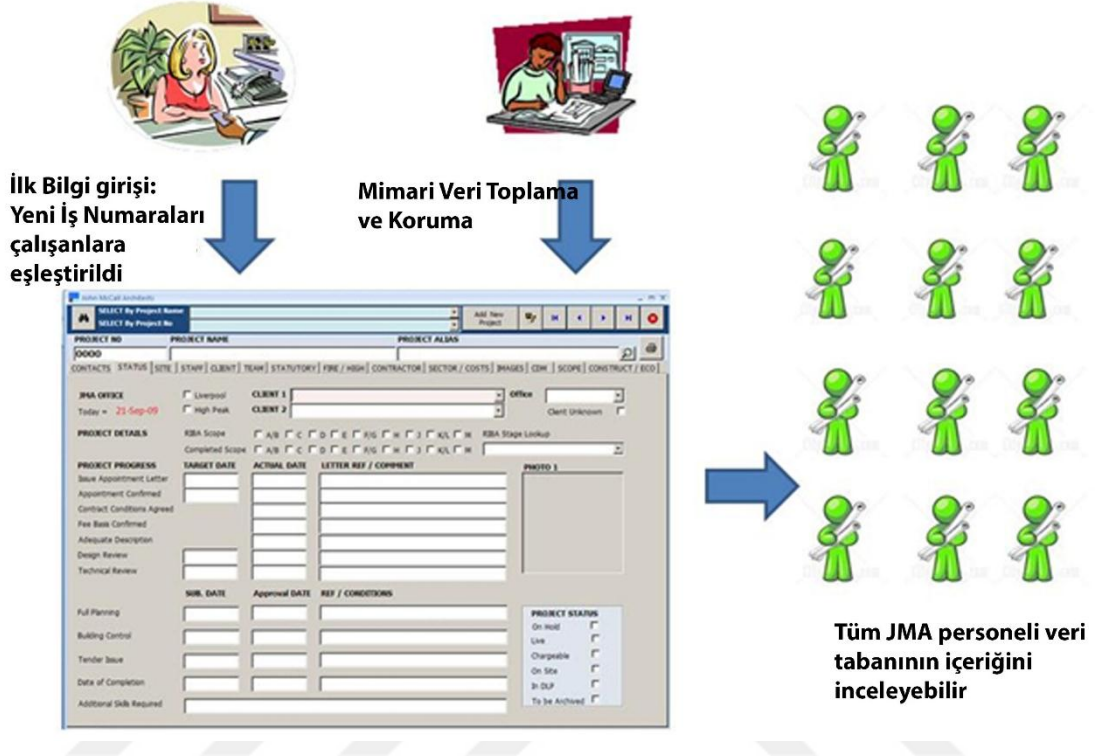 İlk Bilgi girişi:
Yeni İş Numaraları
çalışanlara
eşleştirildi
Mimari Veri Toplama
ve Koruma
John McCall Architects
SELECT By Project Name
SELECT By Project No
Add New
Project
PROJECT NO PROJECT NAME PROJECT ALIAS
0000
CONTACTS STATUS SITE STAFF CLIENT TEAM STATUTORY FIRE / HIGH CONTRACTOR SECTOR / COSTS IMAGES CDM SCOPE CONSTRUCT / ECO
JMA OFFICE Liverpool CLIENT 1 Office
Today = 21-Sep-09 High Peak CLIENT 2 Client Unknown
PROJECT DETAILS RIBA Scope A/B C D E F/G H J K/L M RIBA Stage Lookup
Completed Scope A/B C D E F/G H J K/L M
PROJECT PROGRESS TARGET DATE ACTUAL DATE LETTER REF / COMMENT PHOTO 1
Issue Appointment Letter
Appointment Confirmed
Contract Conditions Agreed
Fee Basis Confirmed
Adequate Description
Design Review
Technical Review
SUB. DATE Approval DATE REF / CONDITIONS
Full Planning
Building Control
Tender Issue
Date of Completion
Additional Skills Required
PROJECT STATUS
On Hold
Live
Chargeable
On Site
In DLP
To be Archived
Tüm JMA personeli veri
tabanının içeriğini
inceleyebilir